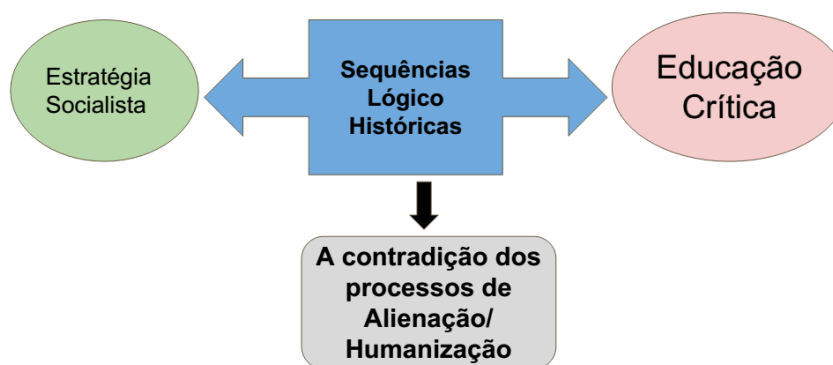 Estratégia
Socialista
Sequências
Lógico
Históricas
Educação
Crítica
A contradição dos
processos de
Alienação/
Humanização